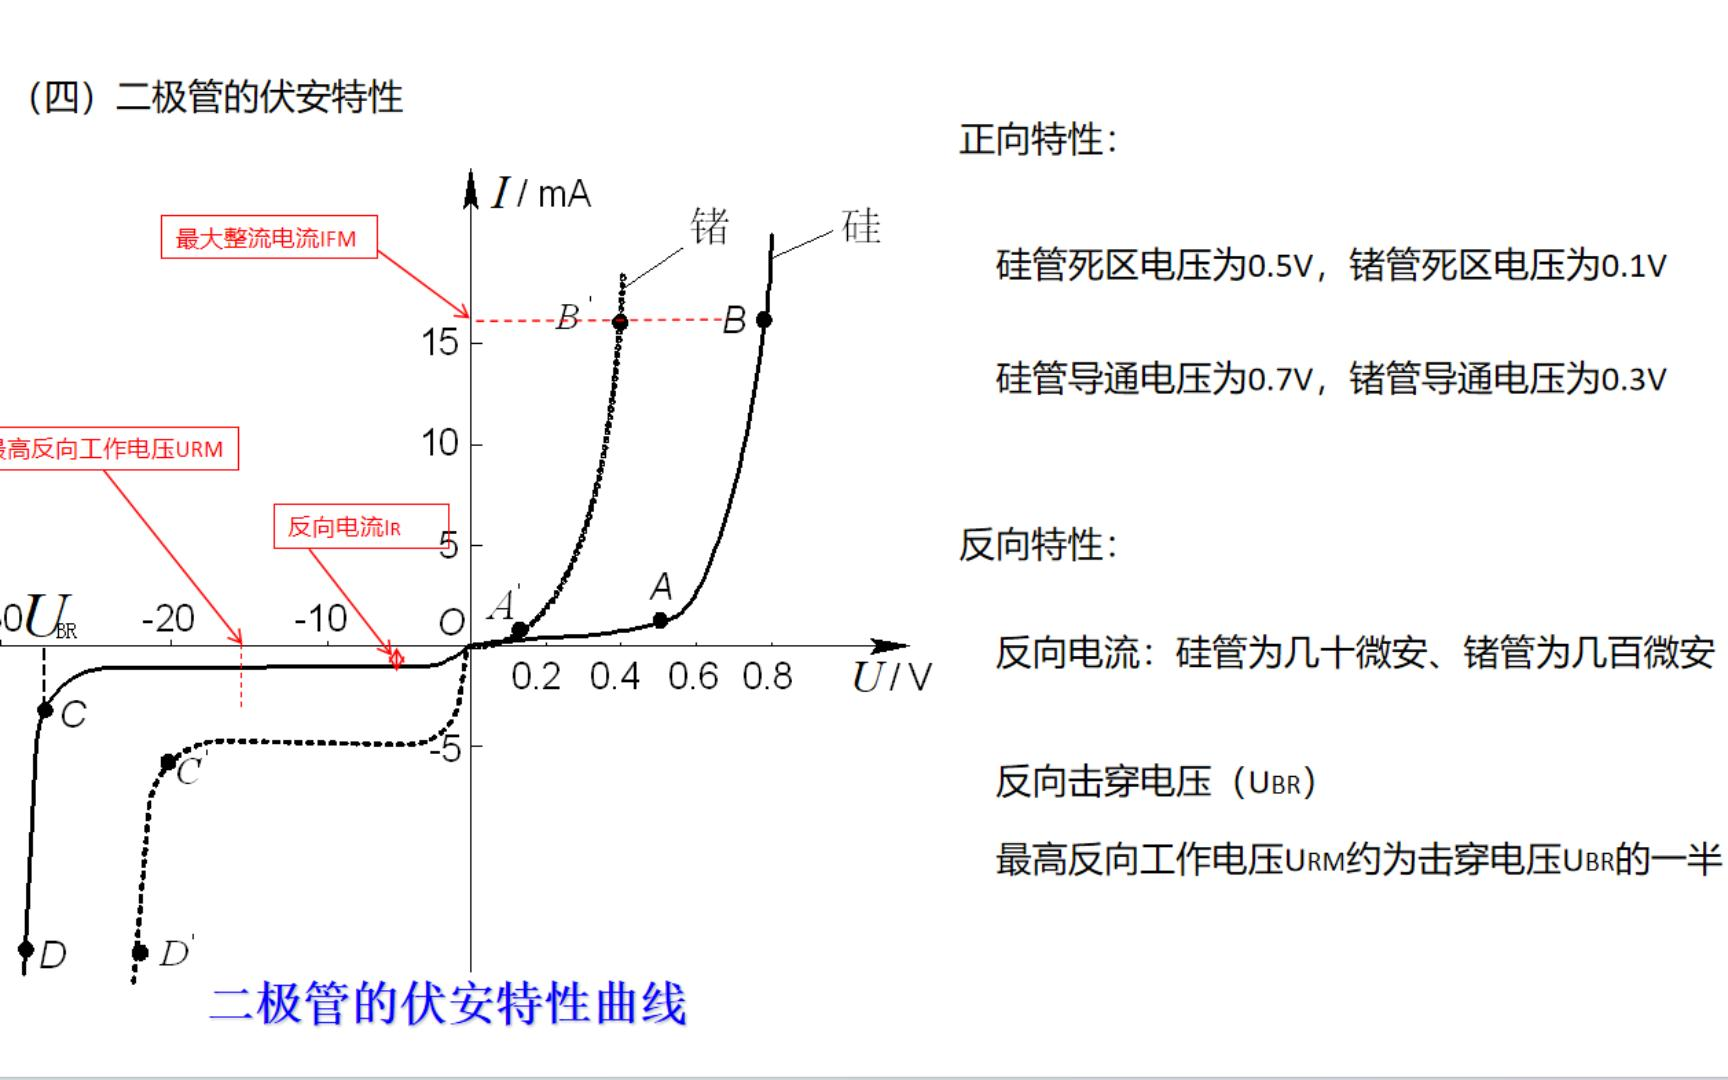 （四）二极管的伏安特性
正向特性：
硅管死区电压为0.5V，锗管死区电压为0.1V
硅管导通电压为0.7V，锗管导通电压为0.3V
反向特性：
反向电流：硅管为几十微安、锗管为几百微安
反向击穿电压（UBR）
最高反向工作电压URM约为击穿电压UBR的一半
I / mA
锗
硅
最大整流电流IFM
B'
B
15
10
高反向工作电压URM
反向电流IR
5
A'
A
0
UBR
-20
-10
O
0.2
0.4
0.6
0.8
U / V
C
-5
C'
D
D'
二极管的伏安特性曲线